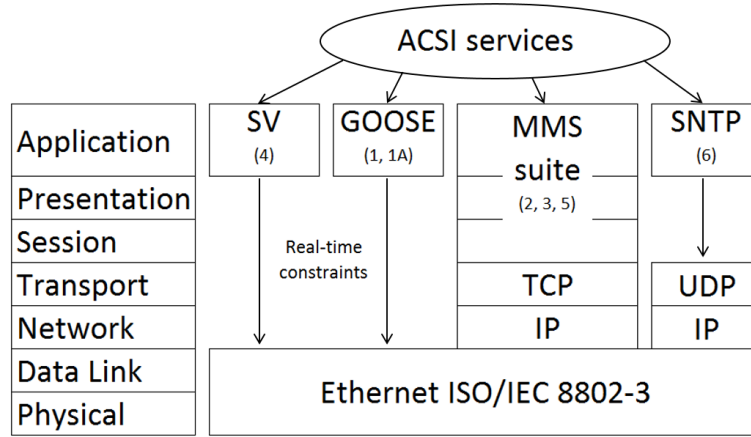 ACSI services
Application
SV
(4)
GOOSE
(1, 1A)
MMS
suite
(2, 3, 5)
SNTP
(6)
Presentation
Session
Real-time
constraints
Transport
TCP
UDP
Network
IP
IP
Data Link
Ethernet ISO/IEC 8802-3
Physical